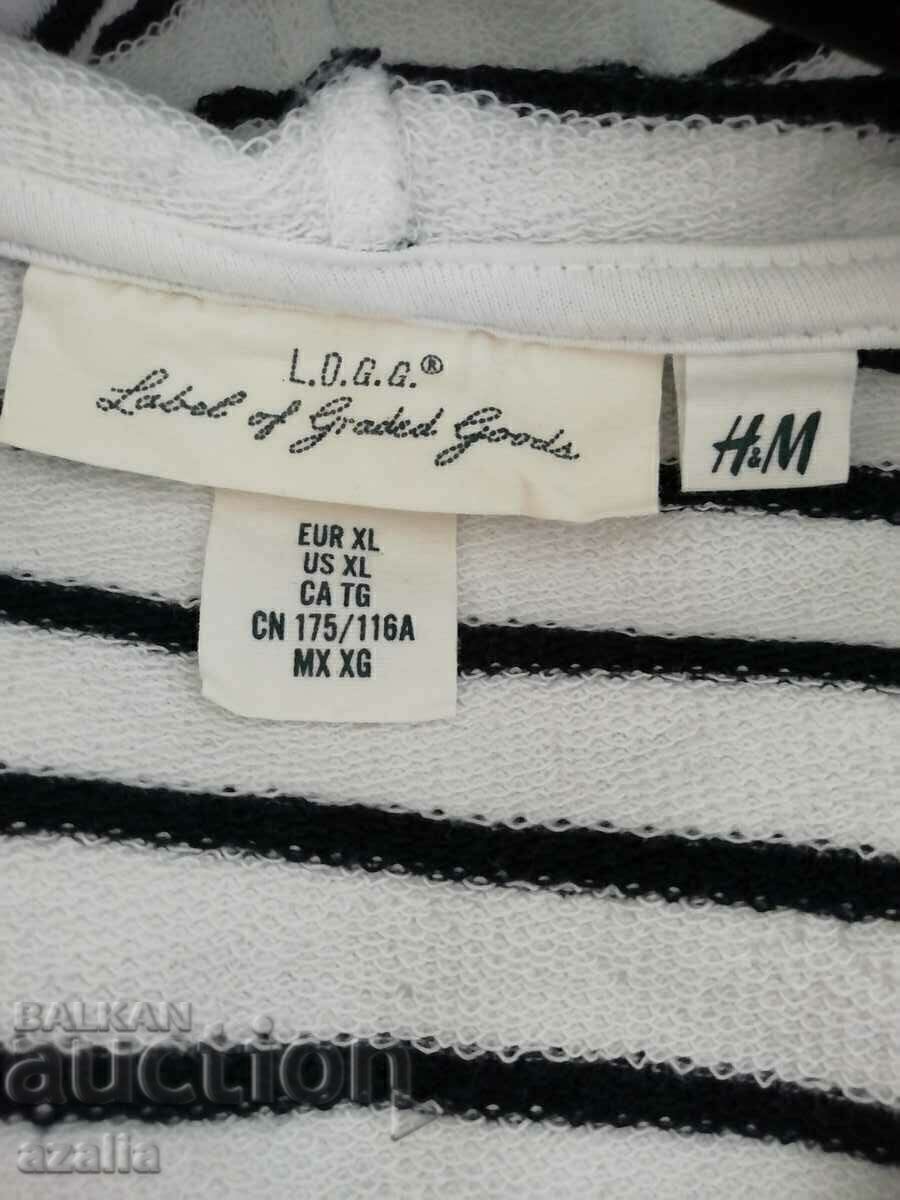 L.O.G.G.®
Label of Graded Goods
H&M
EUR XL
US XL
CA TG
CN 175/116A
MX XG
BALKAN
auction
azalia